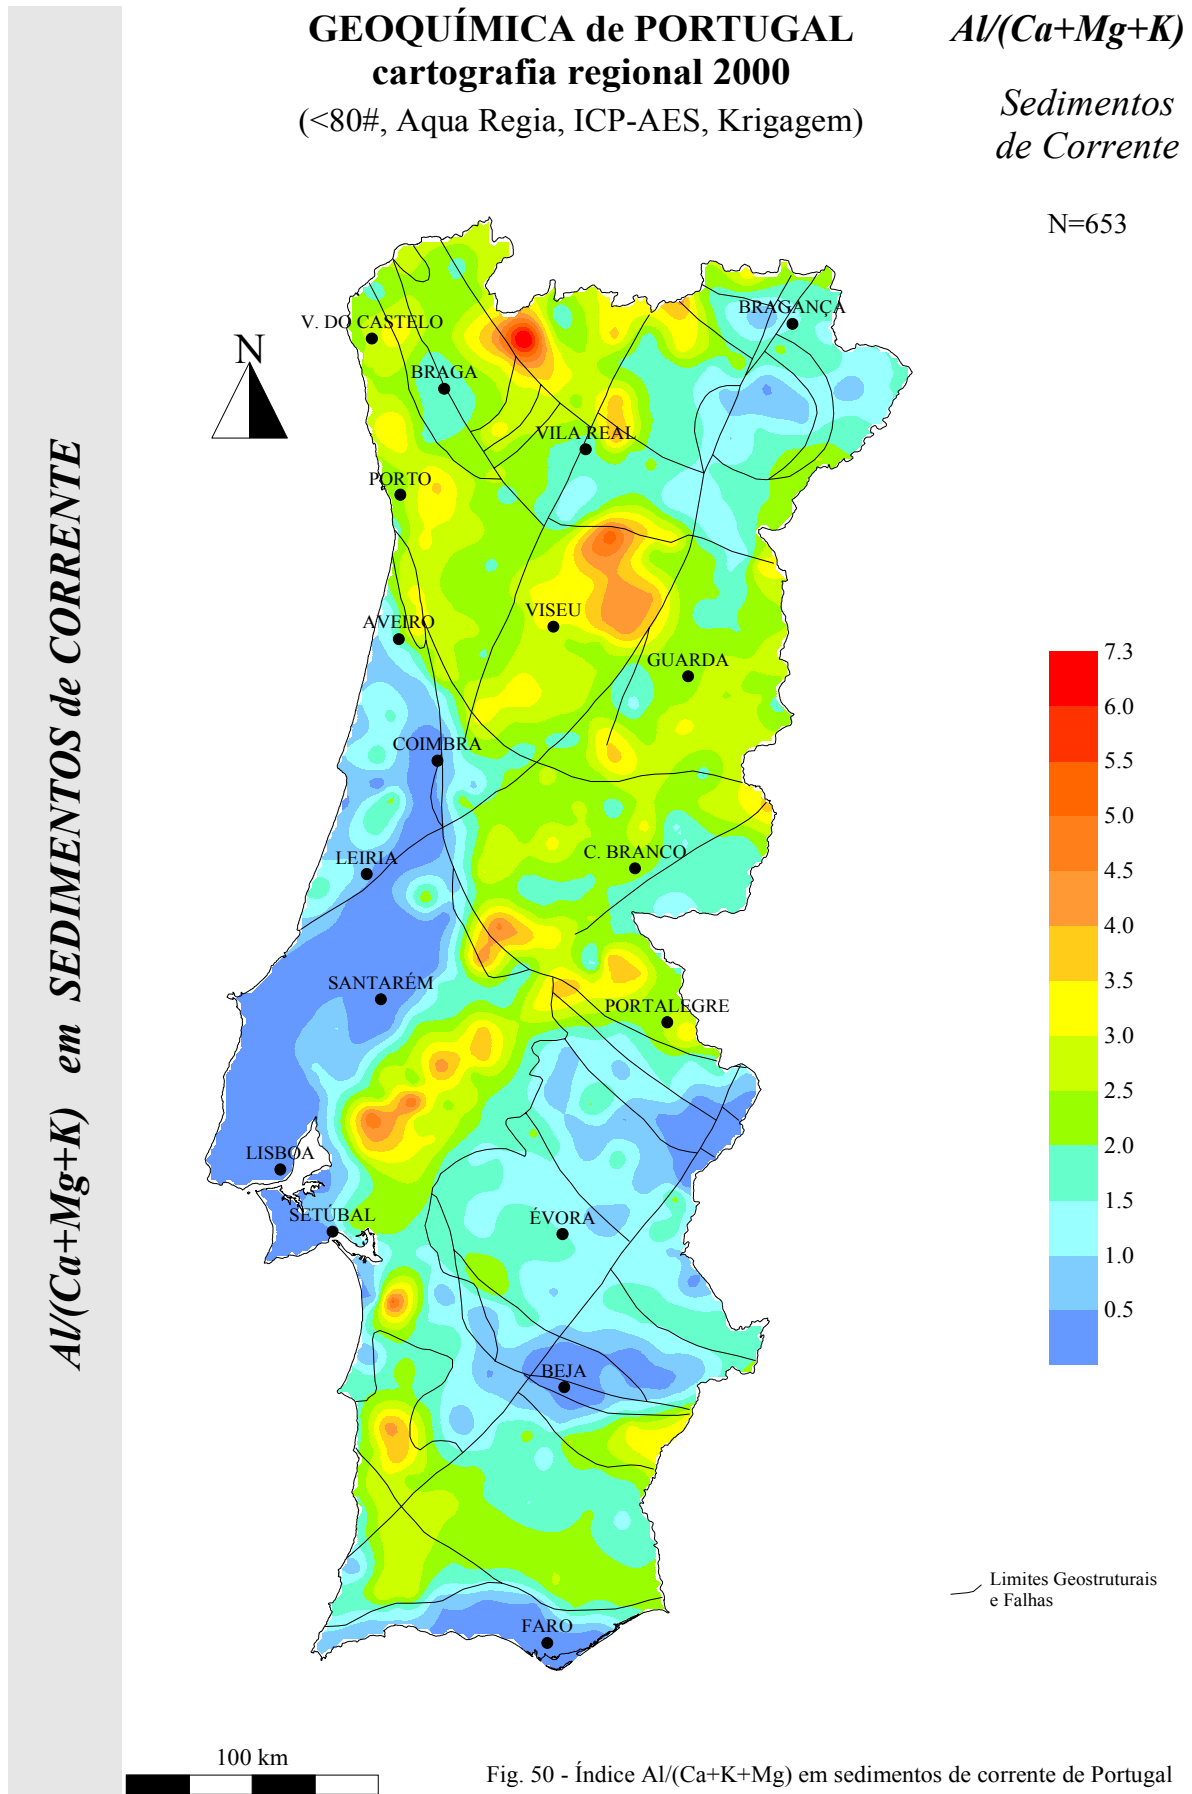 GEOQUÍMICA de PORTUGAL
cartografia regional 2000
(<80#, Aqua Regia, ICP-AES, Krigagem)
Al/(Ca+Mg+K)
Sedimentos
de Corrente
N=653
Al/(Ca+Mg+K) em SEDIMENTOS de CORRENTE
N
V. DO CASTELO
BRAGANÇA
BRAGA
VILA REAL
PORTO
VISEU
AVEIRO
GUARDA
COIMBRA
C. BRANCO
LEIRIA
SANTARÉM
PORTALEGRE
LISBOA
SETÚBAL
ÉVORA
BEJA
FARO
7.3
6.0
5.5
5.0
4.5
4.0
3.5
3.0
2.5
2.0
1.5
1.0
0.5
Limites Geostruturais
e Falhas
100 km
Fig. 50 - Índice Al/(Ca+K+Mg) em sedimentos de corrente de Portugal